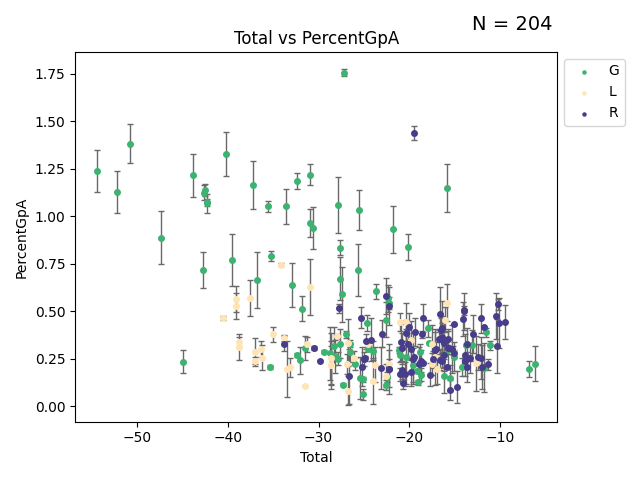 N = 204
Total vs PercentGpA
G
L
R
PercentGpA
1.75
1.50
1.25
1.00
0.75
0.50
0.25
0.00
−50 −40 −30 −20 −10
Total